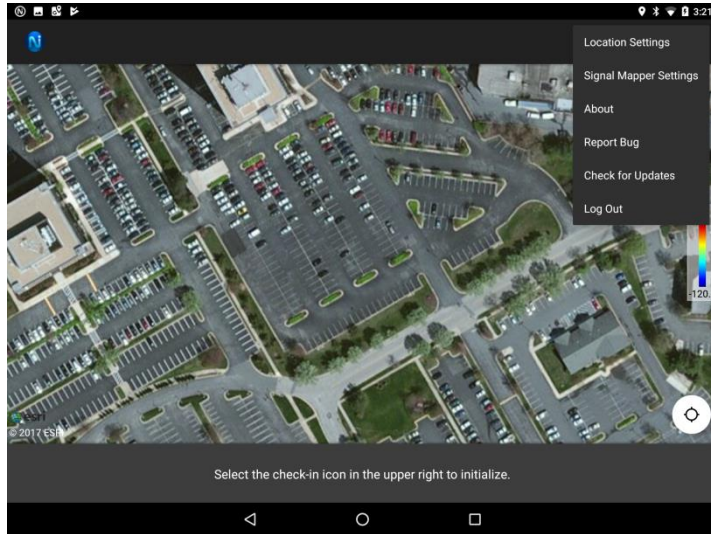 3:21
Location Settings
Signal Mapper Settings
About
Report Bug
Check for Updates
Log Out
-120.
esri
© 2017 ESRI
Select the check-in icon in the upper right to initialize.